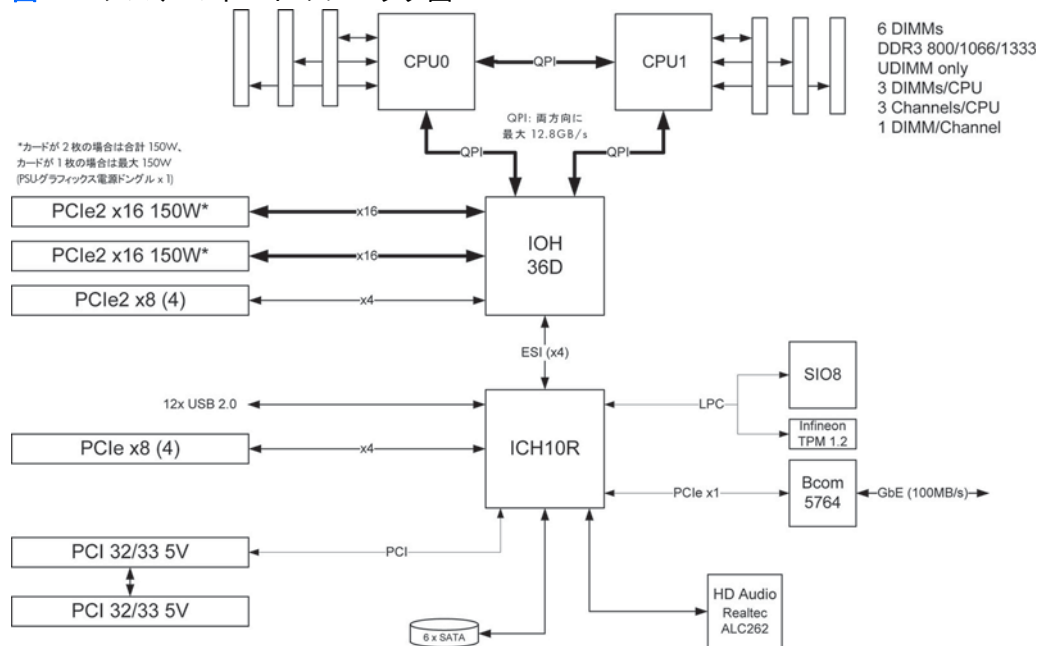 6 DIMMs
DDR3 800/1066/1333
UDIMM only
3 DIMMs/CPU
3 Channels/CPU
1 DIMM/Channel
CPU0
QPI
CPU1
QPI: 両方向に
最大 12.8GB/s
QPI
QPI
*カードが 2 枚の場合は合計 150W、
カードが 1 枚の場合は最大 150W
(PSUグラフィックス電源ドングル x 1)
PCIe2 x16 150W*
x16
PCIe2 x16 150W*
x16
IOH
36D
PCIe2 x8 (4)
x4
ESI (x4)
12x USB 2.0
PCIe x8 (4)
x4
ICH10R
LPC
SIO8
Infineon
TPM 1.2
PCIe x1
Bcom
5764
GbE (100MB/s)
PCI 32/33 5V
PCI
PCI 32/33 5V
6 x SATA
HD Audio
Realtec
ALC262